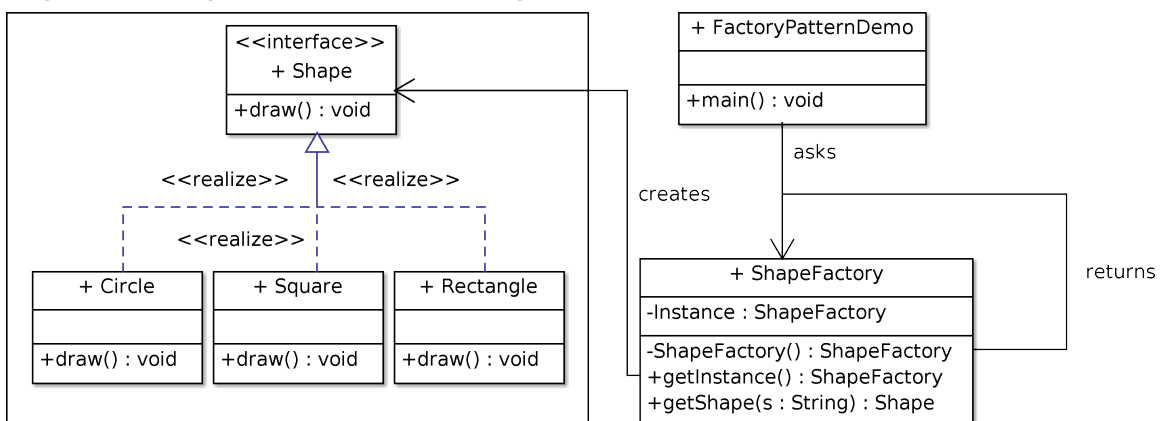 <<interface>>
+ Shape
+draw() : void
<<realize>>
<<realize>>
<<realize>>
+ Circle
+draw() : void
+ Square
+draw() : void
+ Rectangle
+draw() : void
+ FactoryPatternDemo
+main() : void
asks
creates
returns
+ ShapeFactory
-Instance : ShapeFactory
-ShapeFactory() : ShapeFactory
+getInstance() : ShapeFactory
+getShape(s : String) : Shape